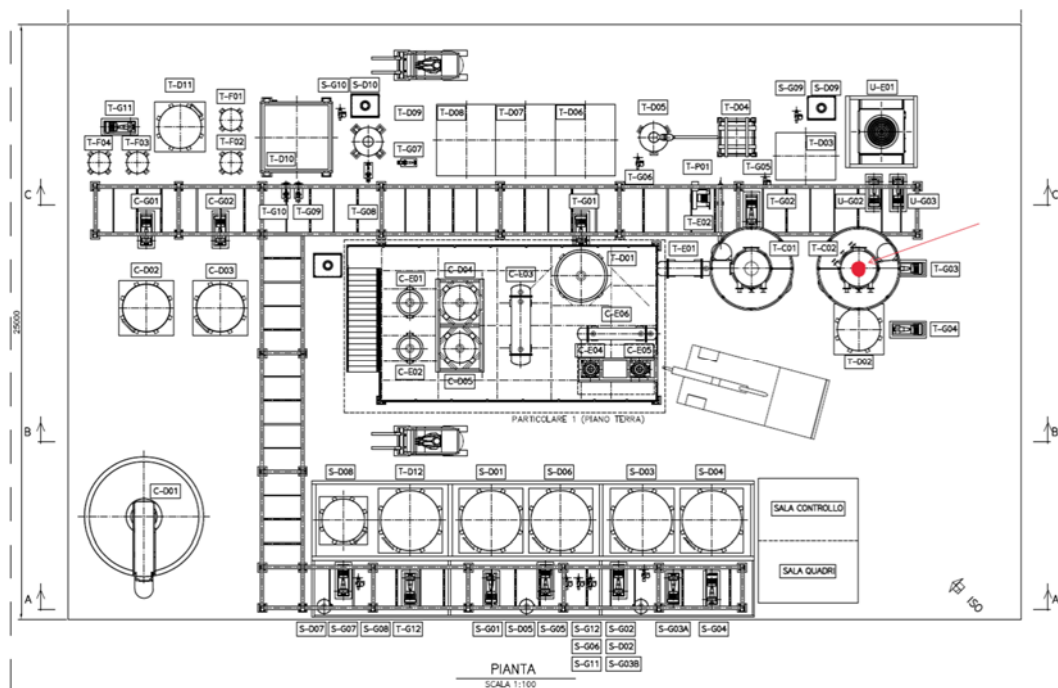 S-G10
S-D10
T-D11
T-F01
T-G11
T-D09
T-D08
T-D07
T-D06
T-D05
T-D04
S-G09
S-D09
U-E01
T-F04
T-F03
T-F02
T-D10
T-G07
T-G06
T-P01
T-G05
T-D03
C
C-G01
C-G02
T-G10
T-G09
T-G08
T-G01
T-E02
T-G02
U-G02
U-G03
C
T-E01
T-C01
T-C02
C-D02
C-D03
C-E01
C-D04
C-E03
T-D01
T-G03
25000
C-E06
T-G04
C-E02
C-D05
C-E04
C-E05
T-D02
PARTICOLARE 1 (PIANO TERRA)
B
B
C-D01
S-D08
T-D12
S-D01
S-D06
S-D03
S-D04
SALA CONTROLLO
SALA QUADRI
A
ISO
A
S-D07
S-G07
S-G08
T-G12
S-G01
S-D05
S-G05
S-G12
S-G02
S-G03A
S-G04
S-G06
S-D02
S-G11
S-G03B
PIANTA
SCALA 1:100